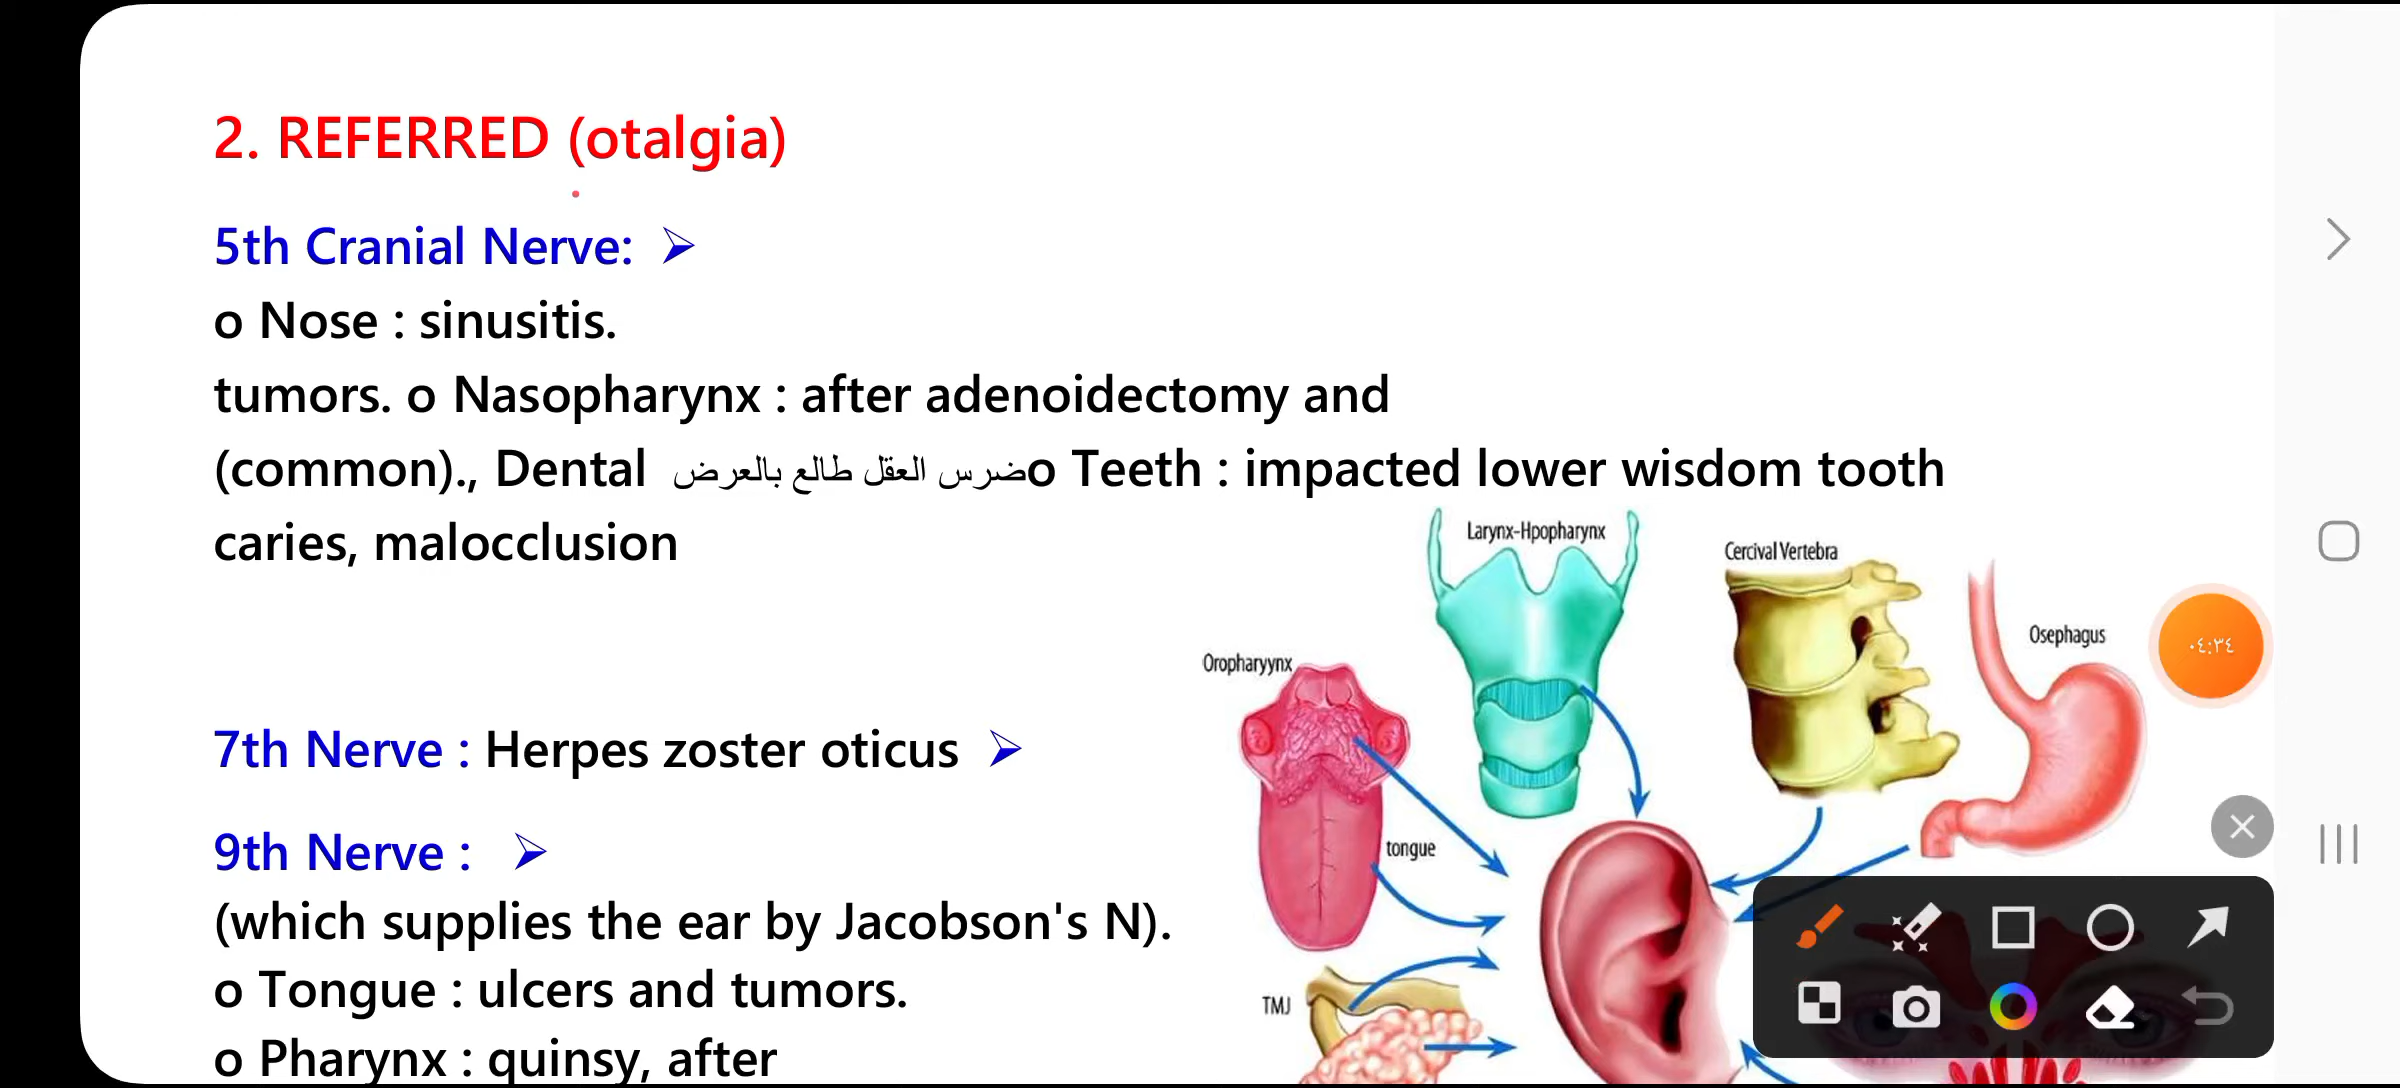 2. REFERRED (otalgia)
5th Cranial Nerve: ➢
o Nose : sinusitis.
tumors. o Nasopharynx : after adenoidectomy and
(common)., Dental ضرس العقل طالع بالعرض o Teeth : impacted lower wisdom tooth
caries, malocclusion
7th Nerve : Herpes zoster oticus ➢
9th Nerve : ➢
(which supplies the ear by Jacobson's N).
o Tongue : ulcers and tumors.
o Pharynx : quinsy, after
Larynx-Hpopharynx
Cercival Vertebra
Osephagus
Oropharyynx
tongue
TMJ
٠٤:٣٤